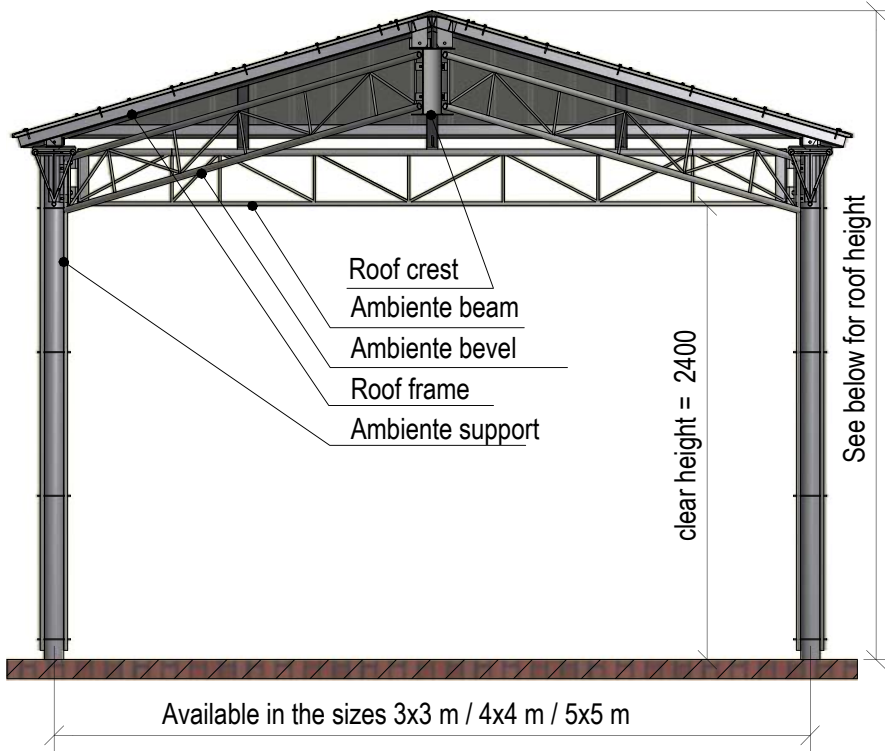 Roof crest
Ambiente beam
Ambiente bevel
Roof frame
Ambiente support
clear height = 2400
See below for roof height
Available in the sizes 3x3 m / 4x4 m / 5x5 m